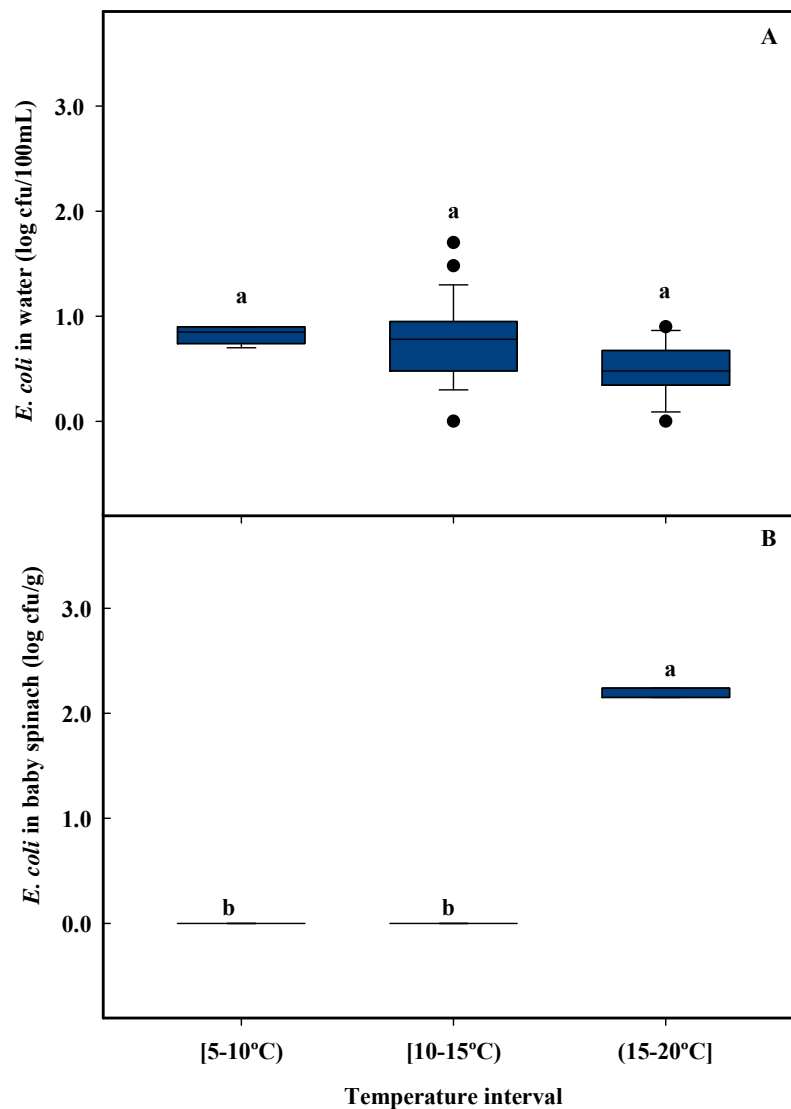 A
E. coli in water (log cfu/100mL)
3.0
2.0
1.0
0.0
a
a
a
B
E. coli in baby spinach (log cfu/g)
3.0
2.0
1.0
0.0
b
b
a
[5-10ºC)
[10-15ºC)
(15-20ºC]
Temperature interval